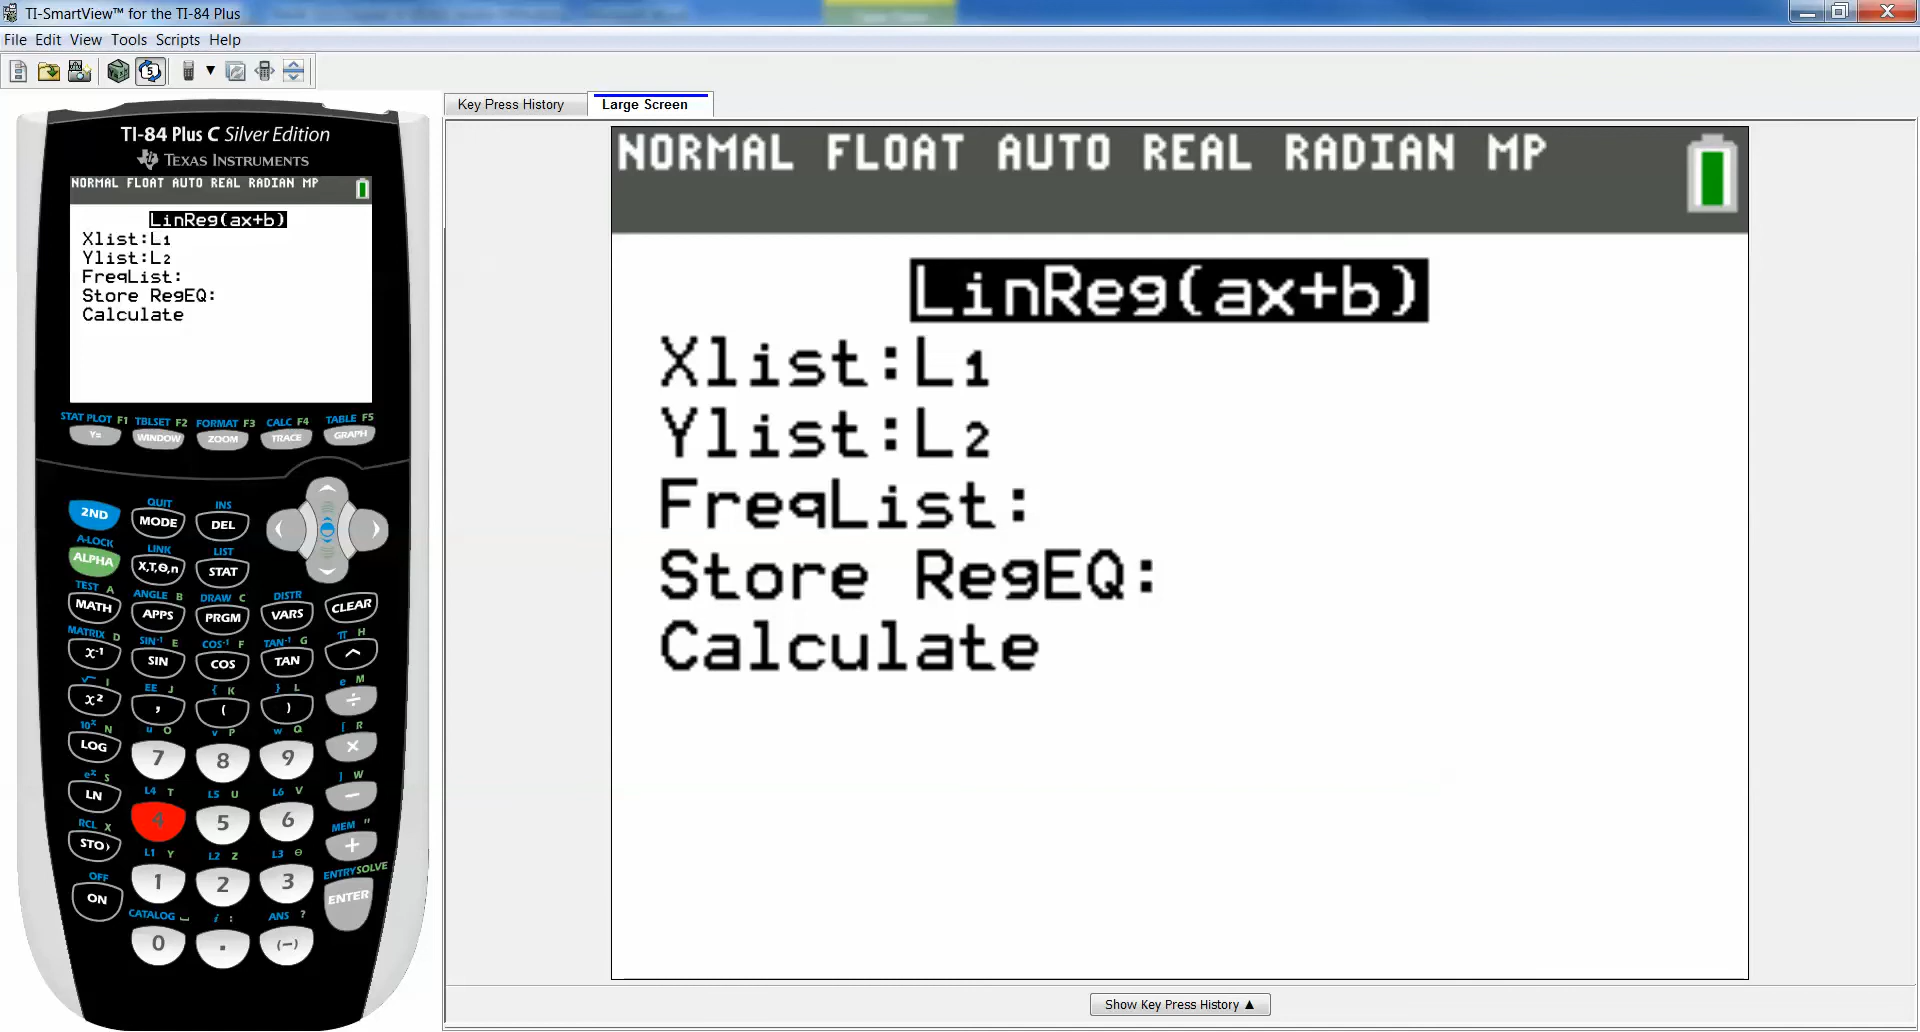 TI-SmartView™ for the TI-84 Plus
File Edit View Tools Scripts Help
Key Press History
Large Screen
TI-84 Plus C Silver Edition
TEXAS INSTRUMENTS
NORMAL FLOAT AUTO REAL RADIAN MP
LinReg(ax+b)
Xlist:L1
Ylist:L2
FreqList:
Store RegEQ:
Calculate
STAT PLOT F1 TBLSET F2 FORMAT F3 CALC F4 TABLE F5
Y= WINDOW ZOOM TRACE GRAPH
QUIT INS
2ND MODE DEL
A-LOCK LINK LIST
ALPHA X,T,Θ,n STAT
TEST A ANGLE B DRAW C DISTR
MATH APPS PRGM VARS CLEAR
MATRIX D SIN⁻¹ E COS⁻¹ F TAN⁻¹ G π H
x⁻¹ SIN COS TAN ^
√ I EE J { K } L e M
x² , ( ) ÷
10ˣ N u O v P w Q [ R
LOG 7 8 9 ×
eˣ S L4 T L5 U L6 V ] W
LN 4 5 6 −
RCL X L1 Y L2 Z L3 Θ MEM "
STO› 1 2 3 +
OFF CATALOG ⎵ i : ANS ? ENTRY SOLVE
ON 0 . (−) ENTER
NORMAL FLOAT AUTO REAL RADIAN MP
LinReg(ax+b)
Xlist:L1
Ylist:L2
FreqList:
Store RegEQ:
Calculate
Show Key Press History ▲